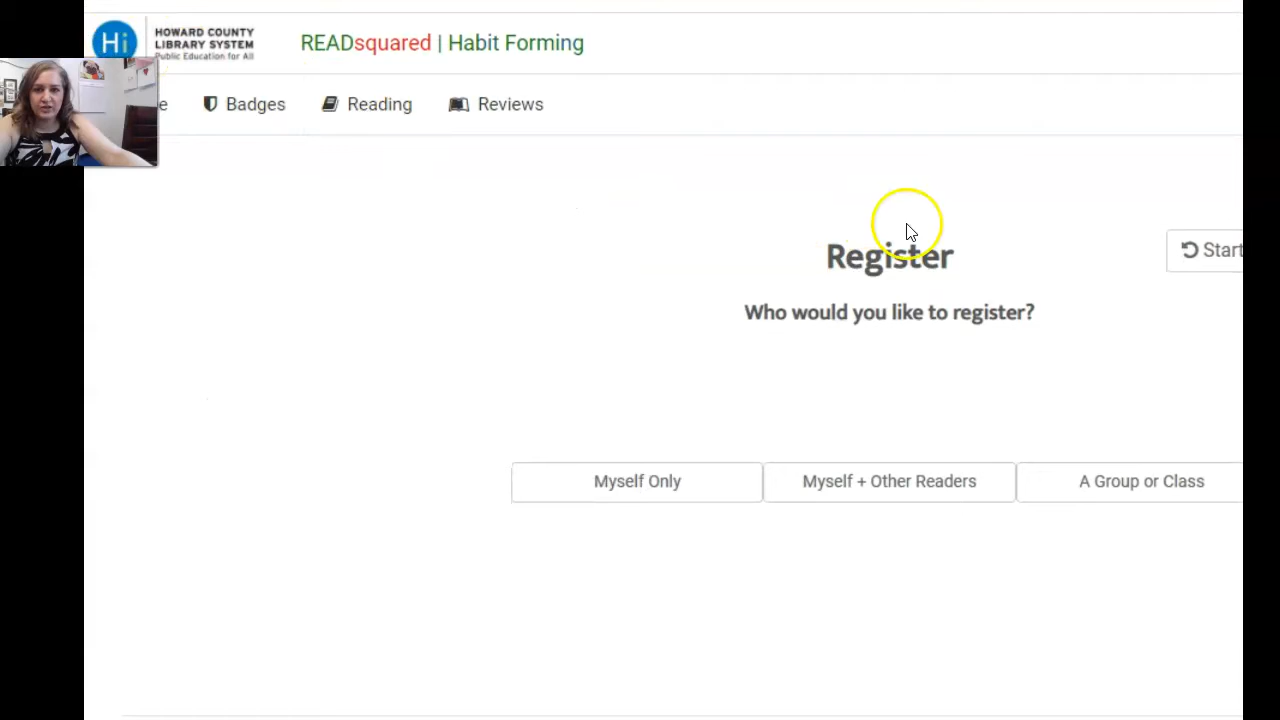 Hi
HOWARD COUNTY
LIBRARY SYSTEM
Public Education for All
READsquared | Habit Forming
Badges
Reading
Reviews
Register
Start
Who would you like to register?
Myself Only
Myself + Other Readers
A Group or Class